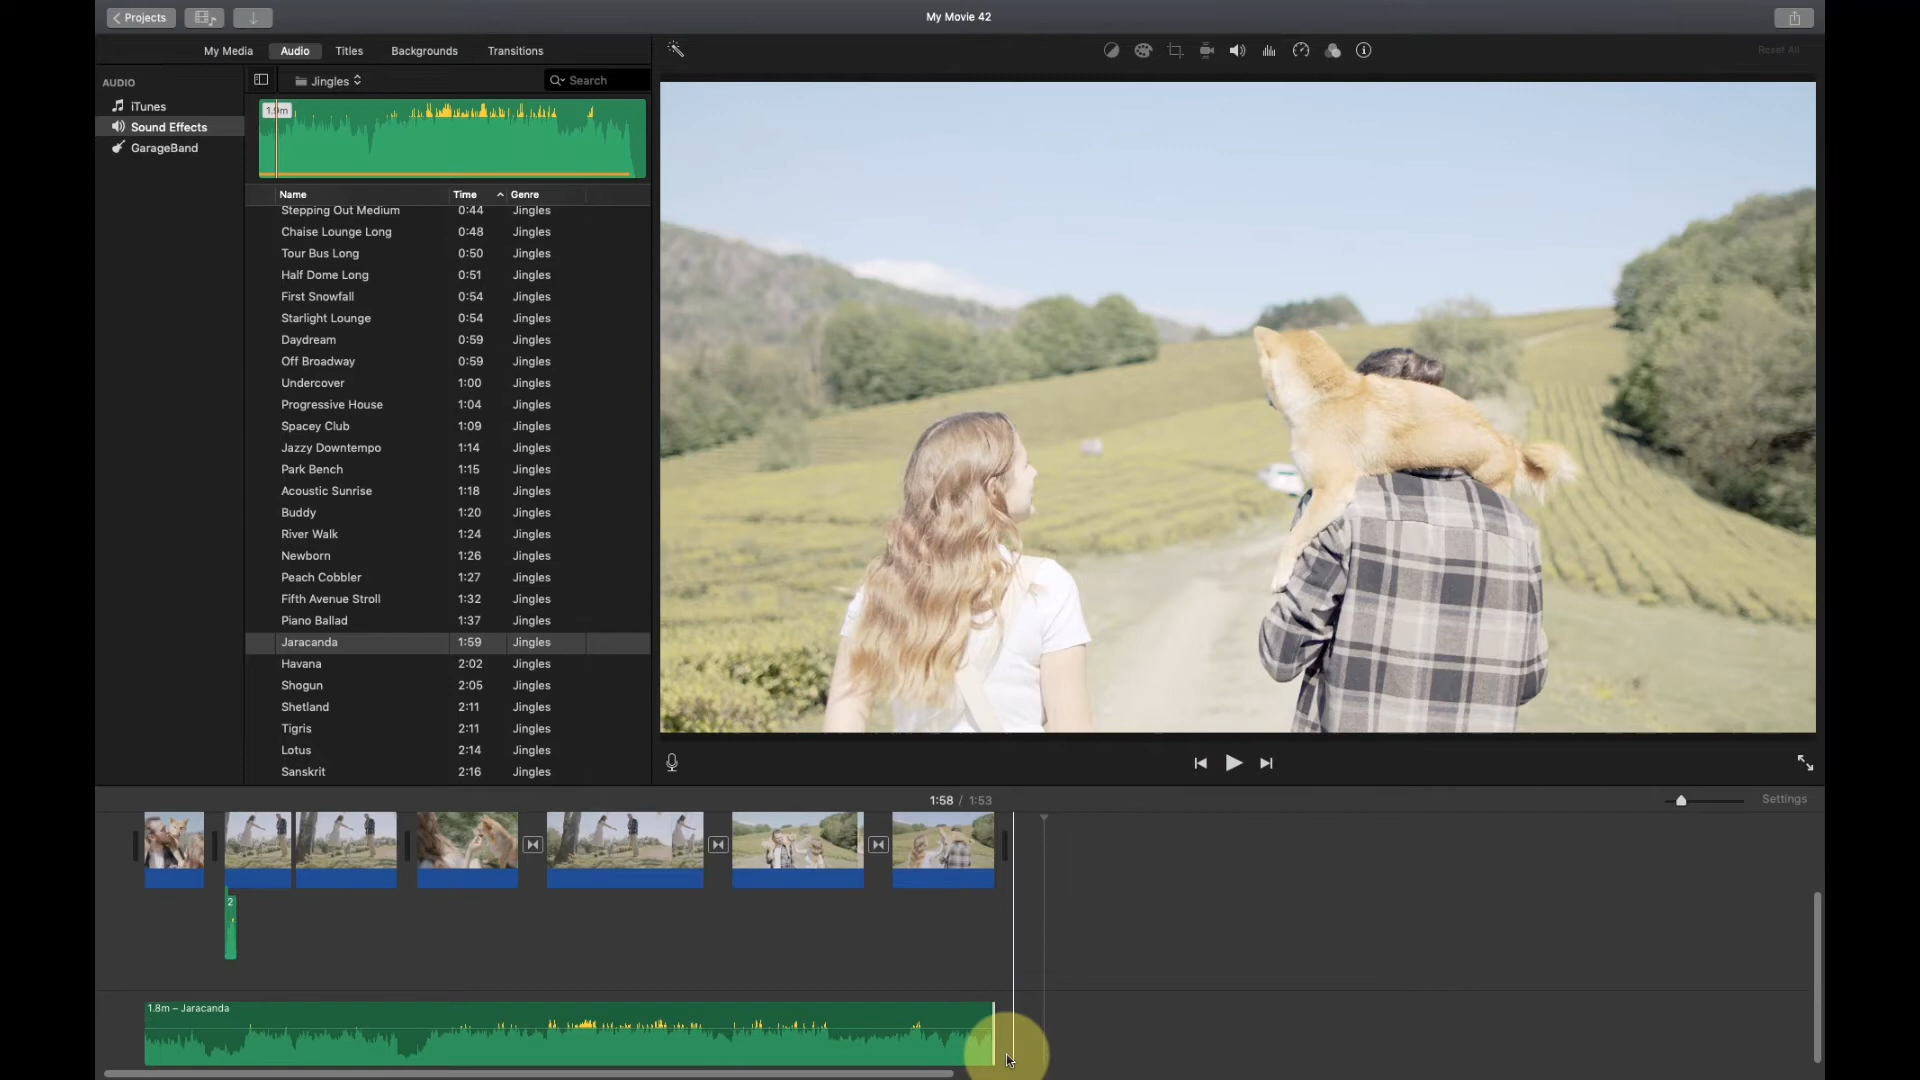 Projects
My Movie 42
My Media
Audio
Titles
Backgrounds
Transitions
Reset All
AUDIO
iTunes
Sound Effects
GarageBand
Jingles
Search
1.9m
Name Time Genre
Stepping Out Medium 0:44 Jingles
Chaise Lounge Long 0:48 Jingles
Tour Bus Long 0:50 Jingles
Half Dome Long 0:51 Jingles
First Snowfall 0:54 Jingles
Starlight Lounge 0:54 Jingles
Daydream 0:59 Jingles
Off Broadway 0:59 Jingles
Undercover 1:00 Jingles
Progressive House 1:04 Jingles
Spacey Club 1:09 Jingles
Jazzy Downtempo 1:14 Jingles
Park Bench 1:15 Jingles
Acoustic Sunrise 1:18 Jingles
Buddy 1:20 Jingles
River Walk 1:24 Jingles
Newborn 1:26 Jingles
Peach Cobbler 1:27 Jingles
Fifth Avenue Stroll 1:32 Jingles
Piano Ballad 1:37 Jingles
Jaracanda 1:59 Jingles
Havana 2:02 Jingles
Shogun 2:05 Jingles
Shetland 2:11 Jingles
Tigris 2:11 Jingles
Lotus 2:14 Jingles
Sanskrit 2:16 Jingles
1:58 / 1:53
Settings
2
1.8m – Jaracanda